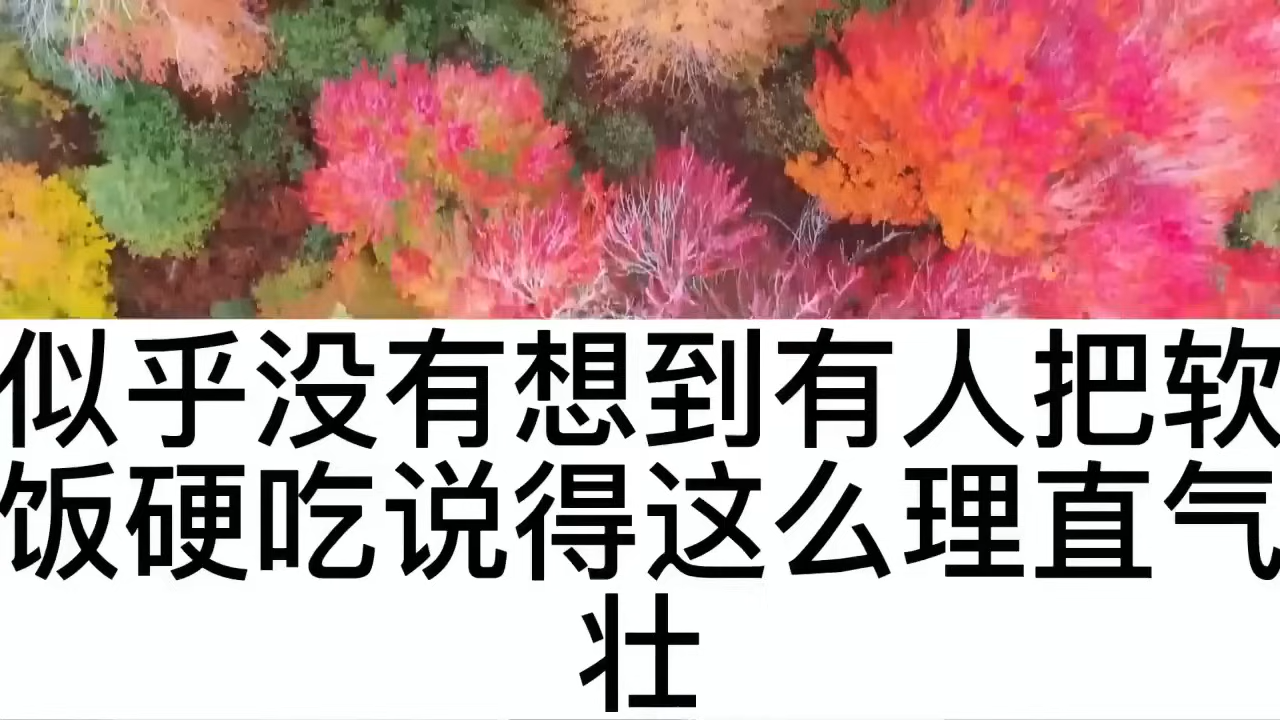 似乎没有想到有人把软
饭硬吃说得这么理直气
壮